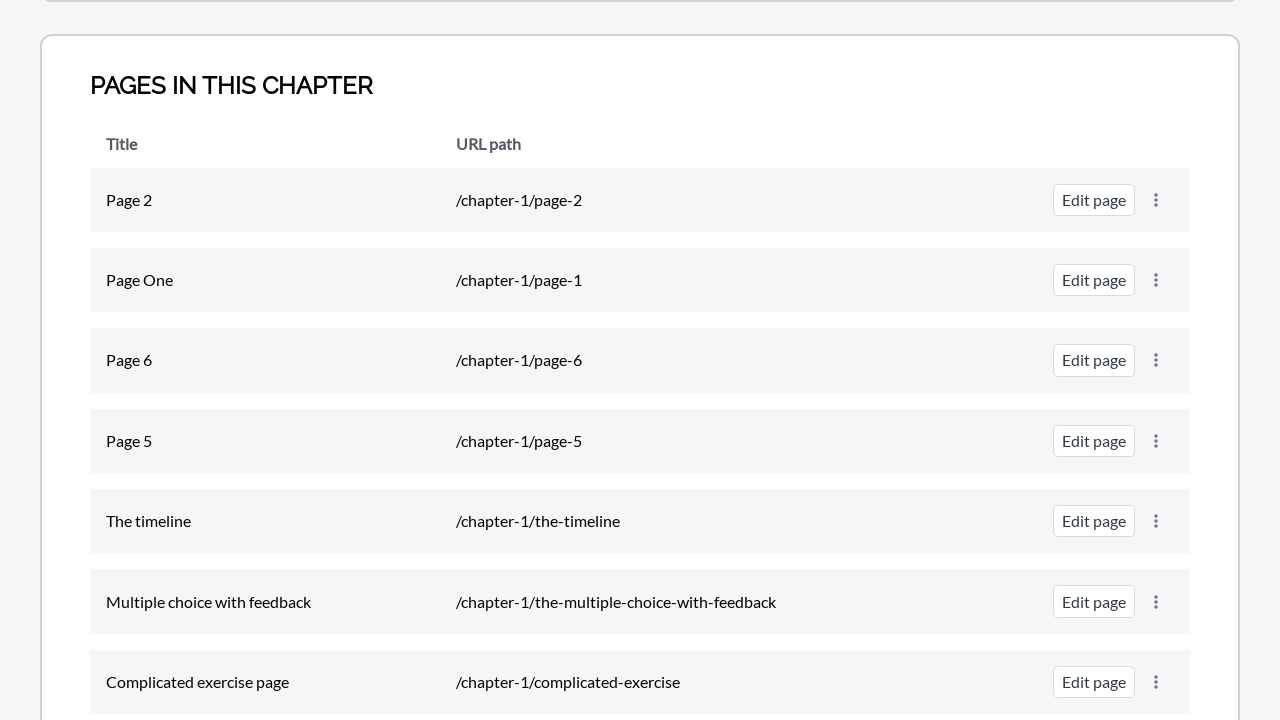 PAGES IN THIS CHAPTER
Title URL path
Page 2 /chapter-1/page-2 Edit page
Page One /chapter-1/page-1 Edit page
Page 6 /chapter-1/page-6 Edit page
Page 5 /chapter-1/page-5 Edit page
The timeline /chapter-1/the-timeline Edit page
Multiple choice with feedback /chapter-1/the-multiple-choice-with-feedback Edit page
Complicated exercise page /chapter-1/complicated-exercise Edit page